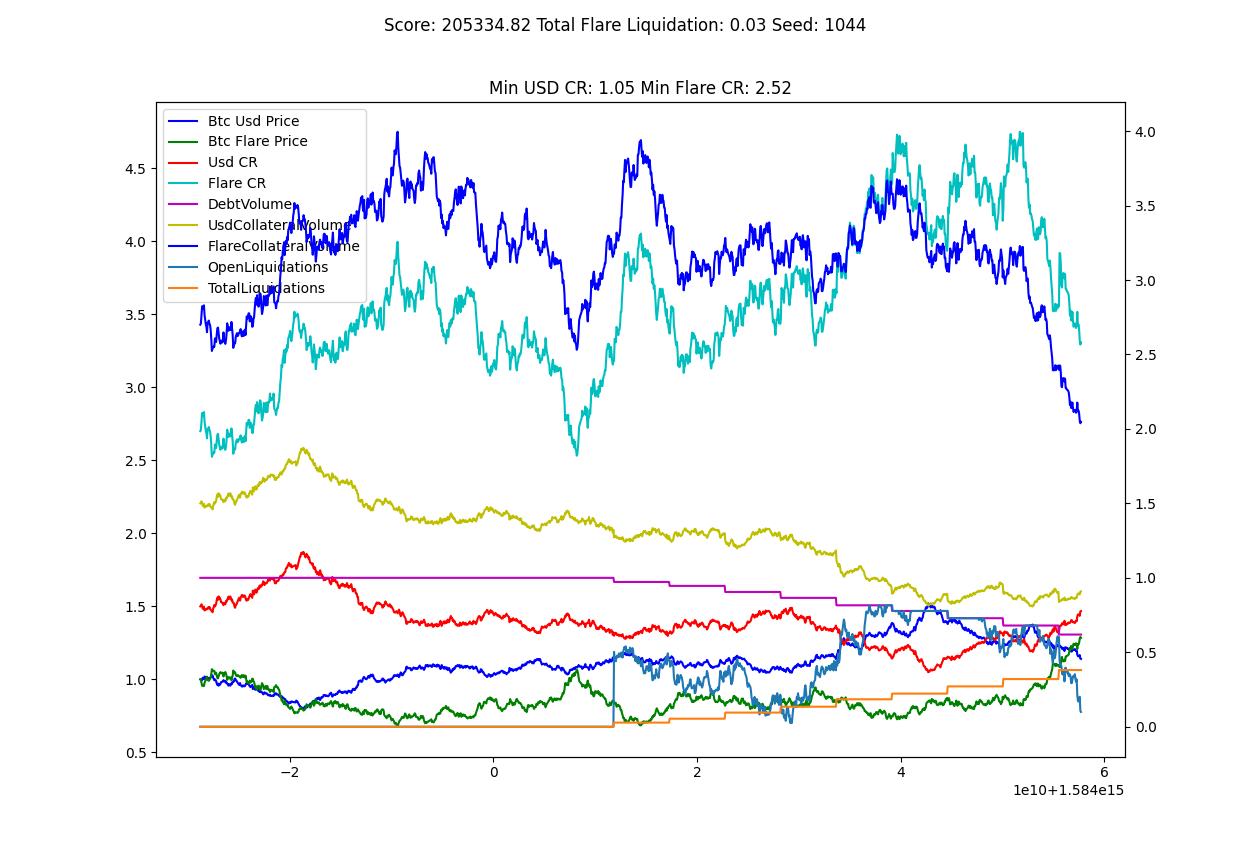 Score: 205334.82 Total Flare Liquidation: 0.03 Seed: 1044
Min USD CR: 1.05 Min Flare CR: 2.52
Btc Usd Price
Btc Flare Price
Usd CR
Flare CR
DebtVolume
UsdCollateralVolume
FlareCollateralVolume
OpenLiquidations
TotalLiquidations
4.5
4.0
3.5
3.0
2.5
2.0
1.5
1.0
0.5
4.0
3.5
3.0
2.5
2.0
1.5
1.0
0.5
0.0
−2 0 2 4 6
1e10+1.584e15